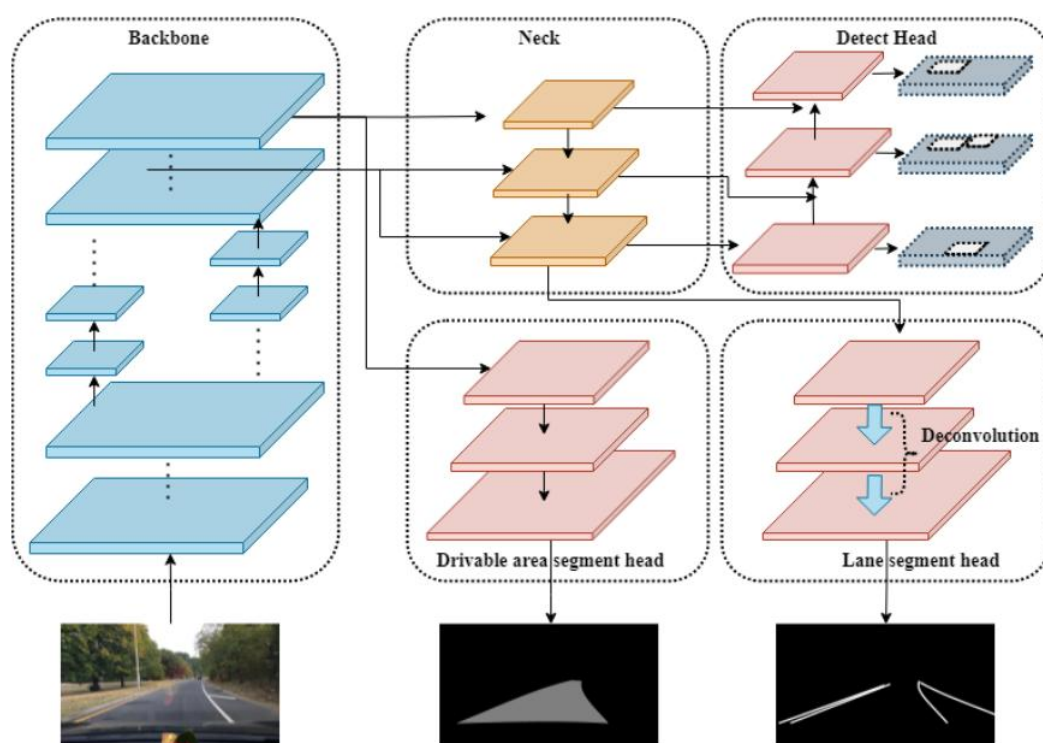 Backbone
Neck
Detect Head
Deconvolution
Drivable area segment head
Lane segment head